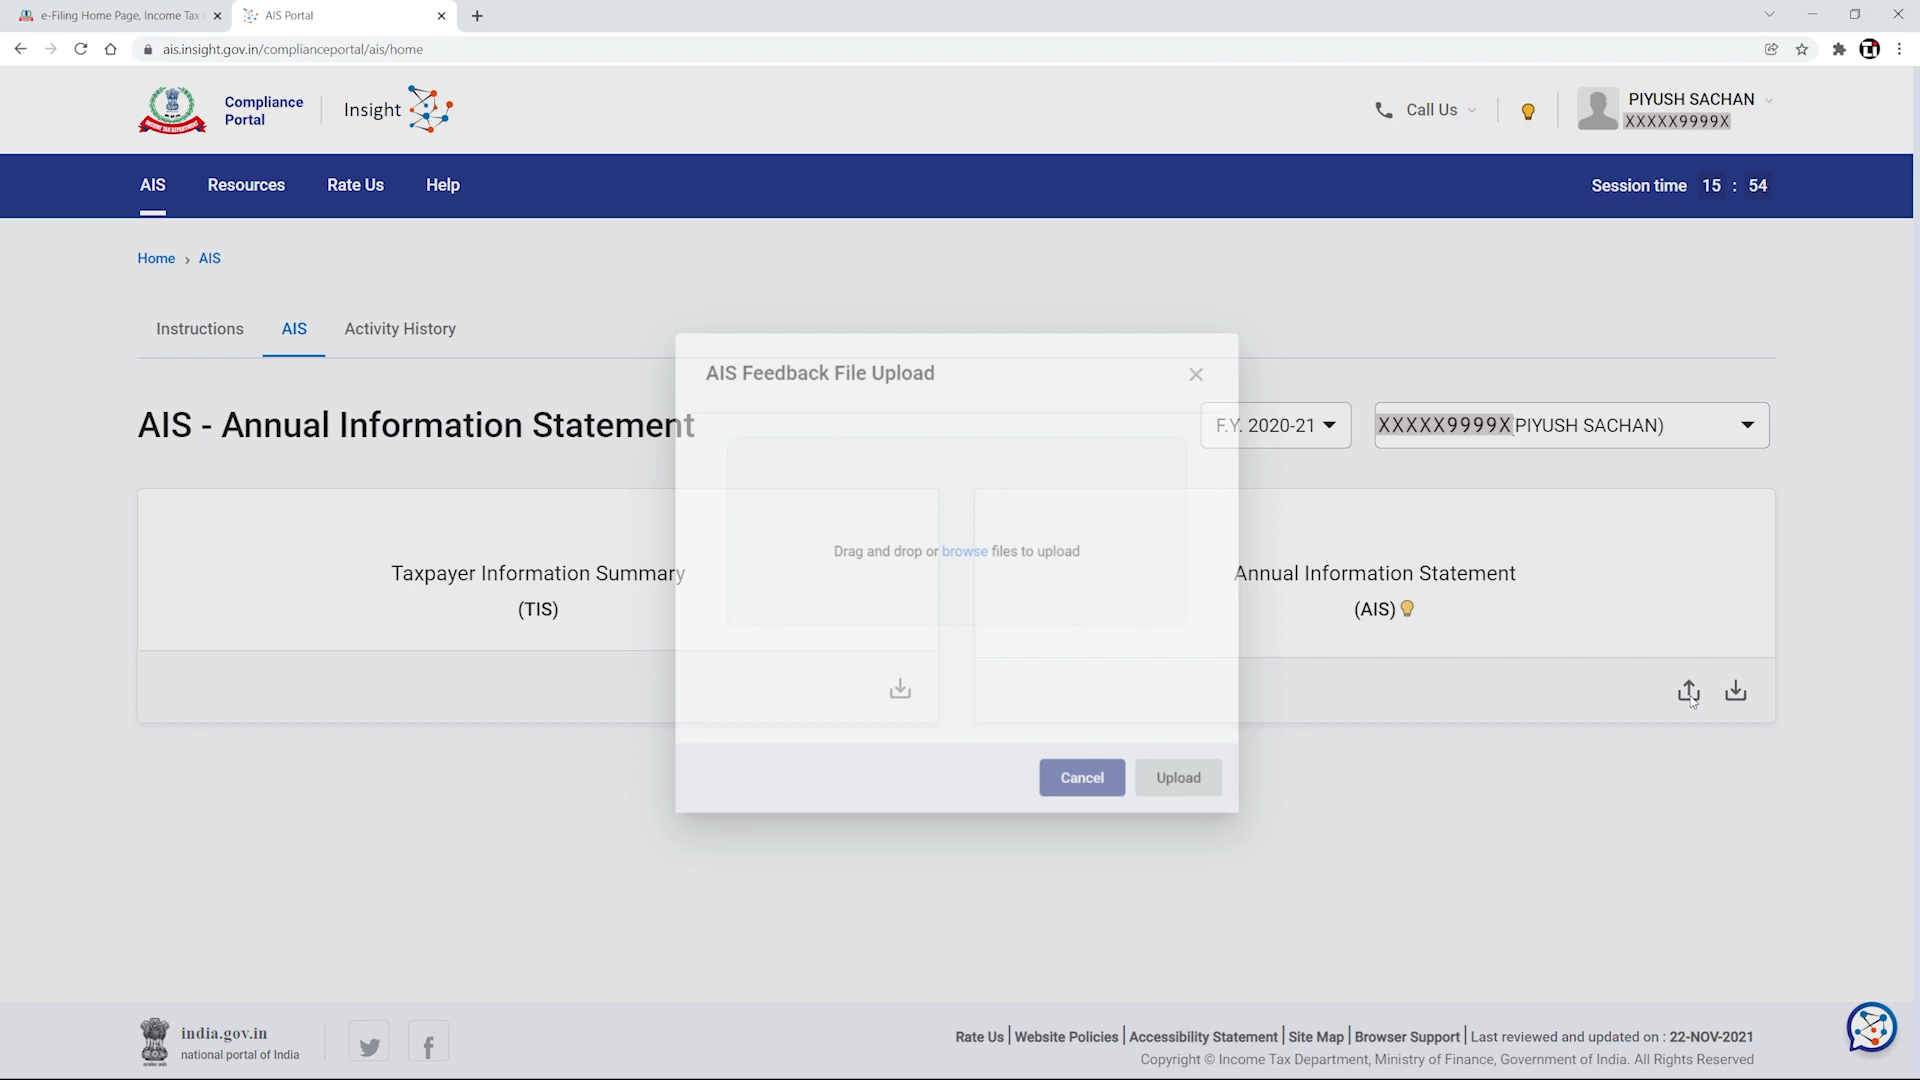 e-Filing Home Page, Income Tax
AIS Portal
ais.insight.gov.in/complianceportal/ais/home
Compliance
Portal
Insight
Call Us
PIYUSH SACHAN
XXXXX9999X
AIS
Resources
Rate Us
Help
Session time 15 : 54
Home > AIS
Instructions
AIS
Activity History
AIS Feedback File Upload
AIS - Annual Information Statement
F.Y. 2020-21
XXXXX9999X PIYUSH SACHAN)
Drag and drop or browse files to upload
Taxpayer Information Summary
(TIS)
Annual Information Statement
(AIS)
Cancel
Upload
india.gov.in
national portal of India
Rate Us | Website Policies | Accessibility Statement | Site Map | Browser Support | Last reviewed and updated on : 22-NOV-2021
Copyright © Income Tax Department, Ministry of Finance, Government of India. All Rights Reserved